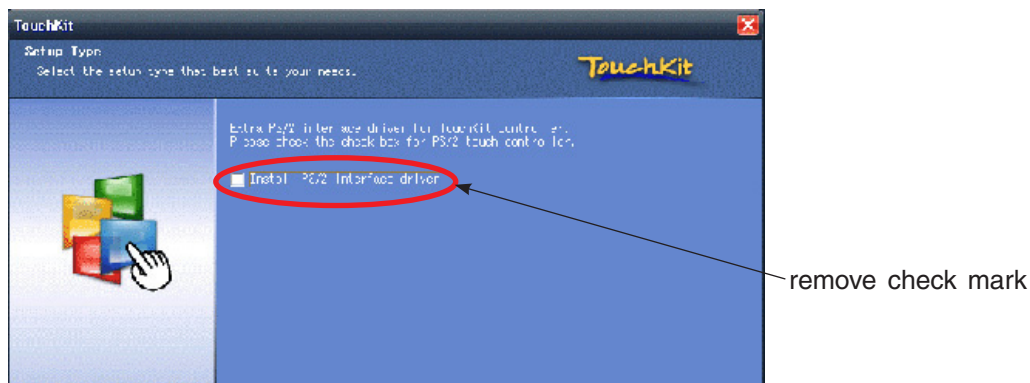 TouchKit
Setup Type
Select the setup type that best suits your needs.
TouchKit
Extra PS/2 interface driver for TouchKit controller.
Please check the check box for PS/2 touch controller.
Install PS/2 interface driver
remove check mark